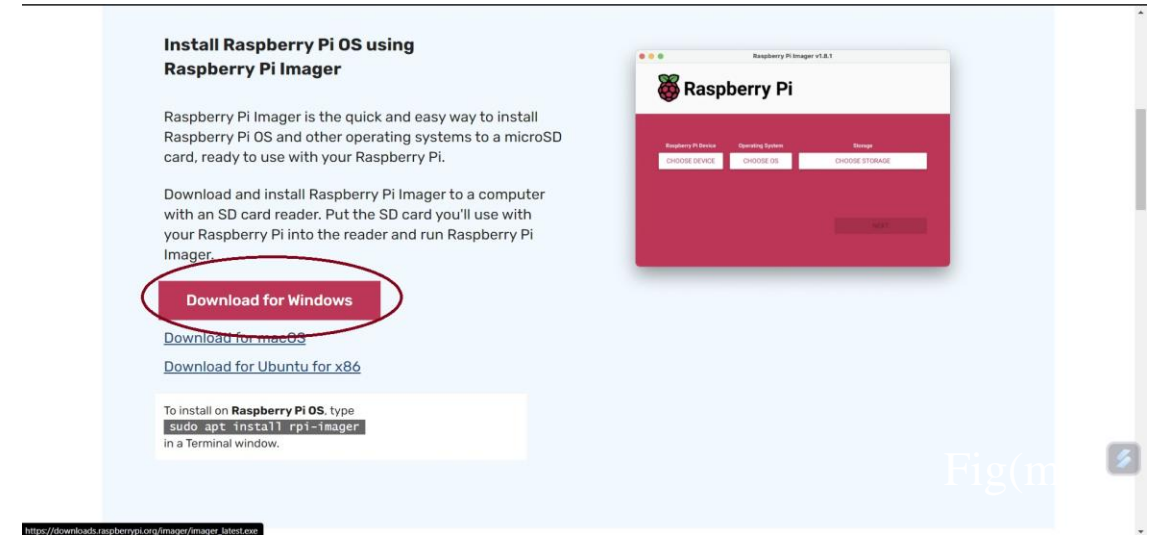 Install Raspberry Pi OS using
Raspberry Pi Imager
Raspberry Pi Imager is the quick and easy way to install
Raspberry Pi OS and other operating systems to a microSD
card, ready to use with your Raspberry Pi.
Download and install Raspberry Pi Imager to a computer
with an SD card reader. Put the SD card you'll use with
your Raspberry Pi into the reader and run Raspberry Pi
Imager.
Download for Windows
Download for macOS
Download for Ubuntu for x86
To install on Raspberry Pi OS, type
sudo apt install rpi-imager
in a Terminal window.
Raspberry Pi Imager v1.8.1
Raspberry Pi
Raspberry Pi Device Operating System Storage
CHOOSE DEVICE CHOOSE OS CHOOSE STORAGE
NEXT
Fig(m
https://downloads.raspberrypi.org/imager/imager_latest.exe